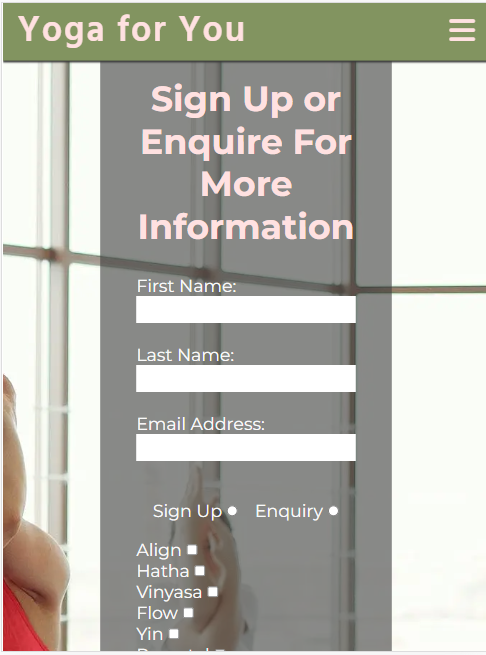 Yoga for You
Sign Up or
Enquire For
More
Information
First Name:
Last Name:
Email Address:
Sign Up Enquiry
Align
Hatha
Vinyasa
Flow
Yin